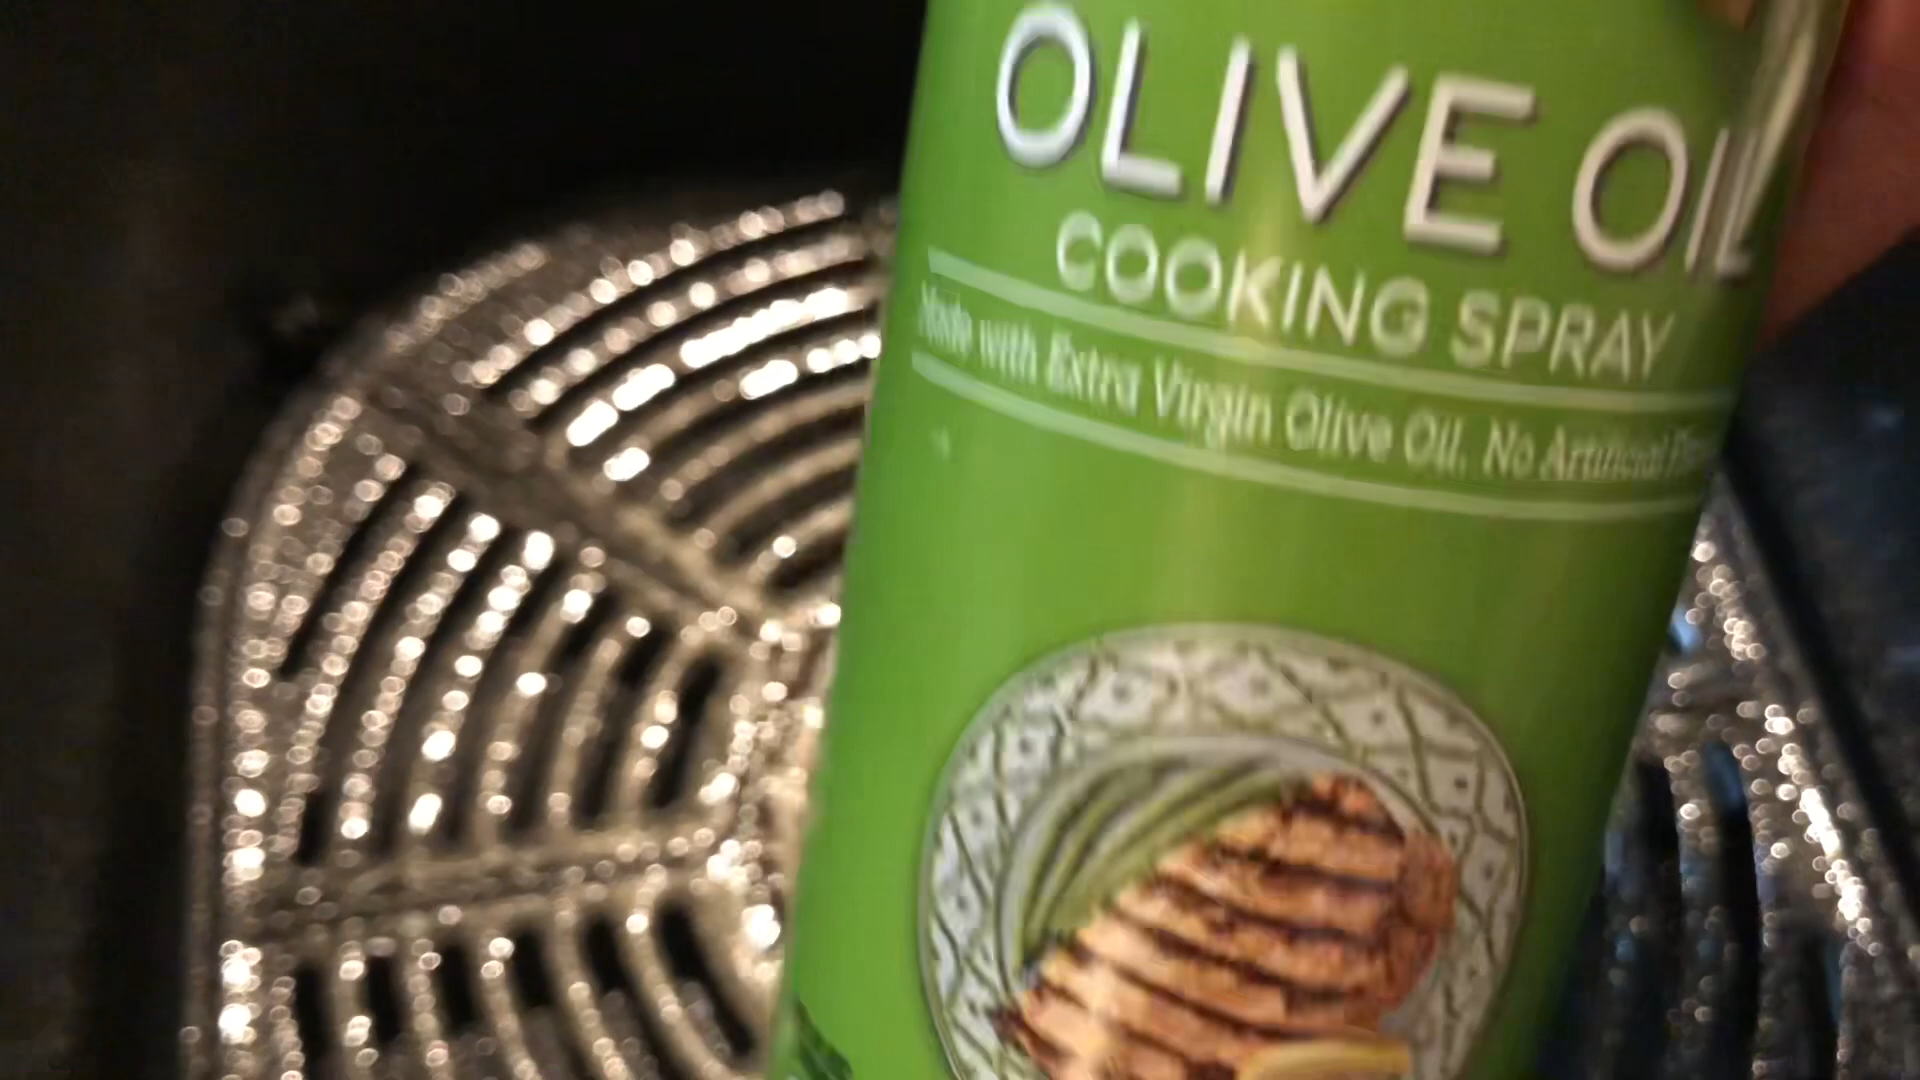 OLIVE OIL
COOKING SPRAY
Made with Extra Virgin Olive Oil. No Artificial